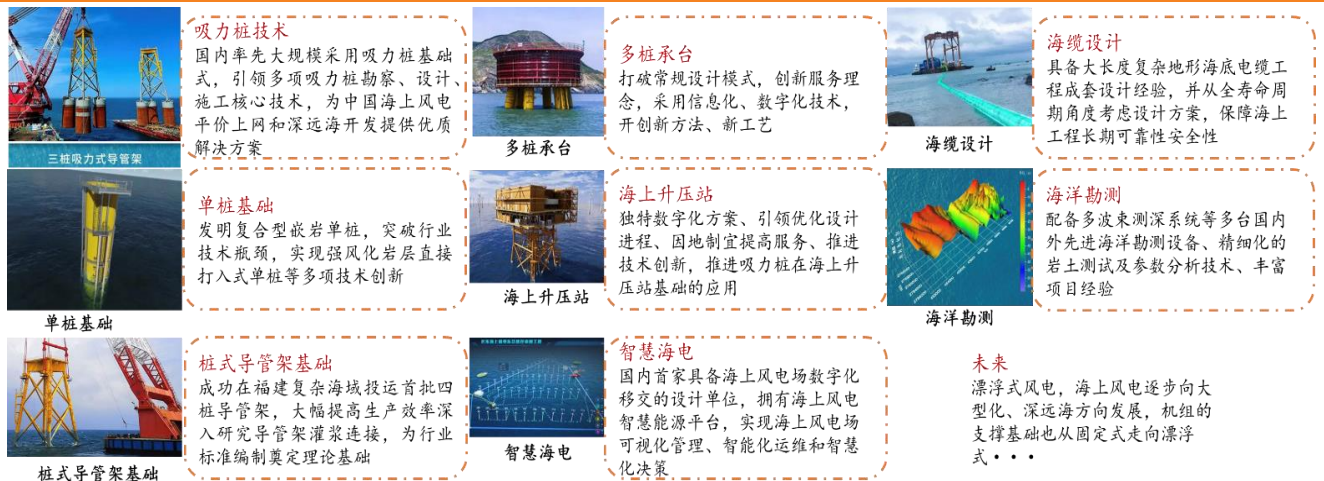 吸力桩技术
国内率先大规模采用吸力桩基础
式，引领多项吸力桩勘察、设计、
施工核心技术，为中国海上风电
平价上网和深远海开发提供优质
解决方案
三桩吸力式导管架
多桩承台
打破常规设计模式，创新服务理
念，采用信息化、数字化技术，
开创新方法、新工艺
多桩承台
海缆设计
具备大长度复杂地形海底电缆工
程成套设计经验，并从全寿命周
期角度考虑设计方案，保障海上
工程长期可靠性安全性
海缆设计
单桩基础
发明复合型嵌岩单桩，突破行业
技术瓶颈，实现强风化岩层直接
打入式单桩等多项技术创新
单桩基础
海上升压站
独特数字化方案、引领优化设计
进程、因地制宜提高服务、推进
技术创新，推进吸力桩在海上升
压站基础的应用
海上升压站
海洋勘测
配备多波束测深系统等多台国内
外先进海洋勘测设备、精细化的
岩土测试及参数分析技术、丰富
项目经验
海洋勘测
桩式导管架基础
成功在福建复杂海域投运首批四
桩导管架，大幅提高生产效率深
入研究导管架灌浆连接，为行业
标准编制奠定理论基础
桩式导管架基础
智慧海电
国内首家具备海上风电场数字化
移交的设计单位，拥有海上风电
智慧能源平台，实现海上风电场
可视化管理、智能化运维和智慧
化决策
智慧海电
未来
漂浮式风电，海上风电逐步向大
型化、深远海方向发展，机组的
支撑基础也从固定式走向漂浮
式・・・